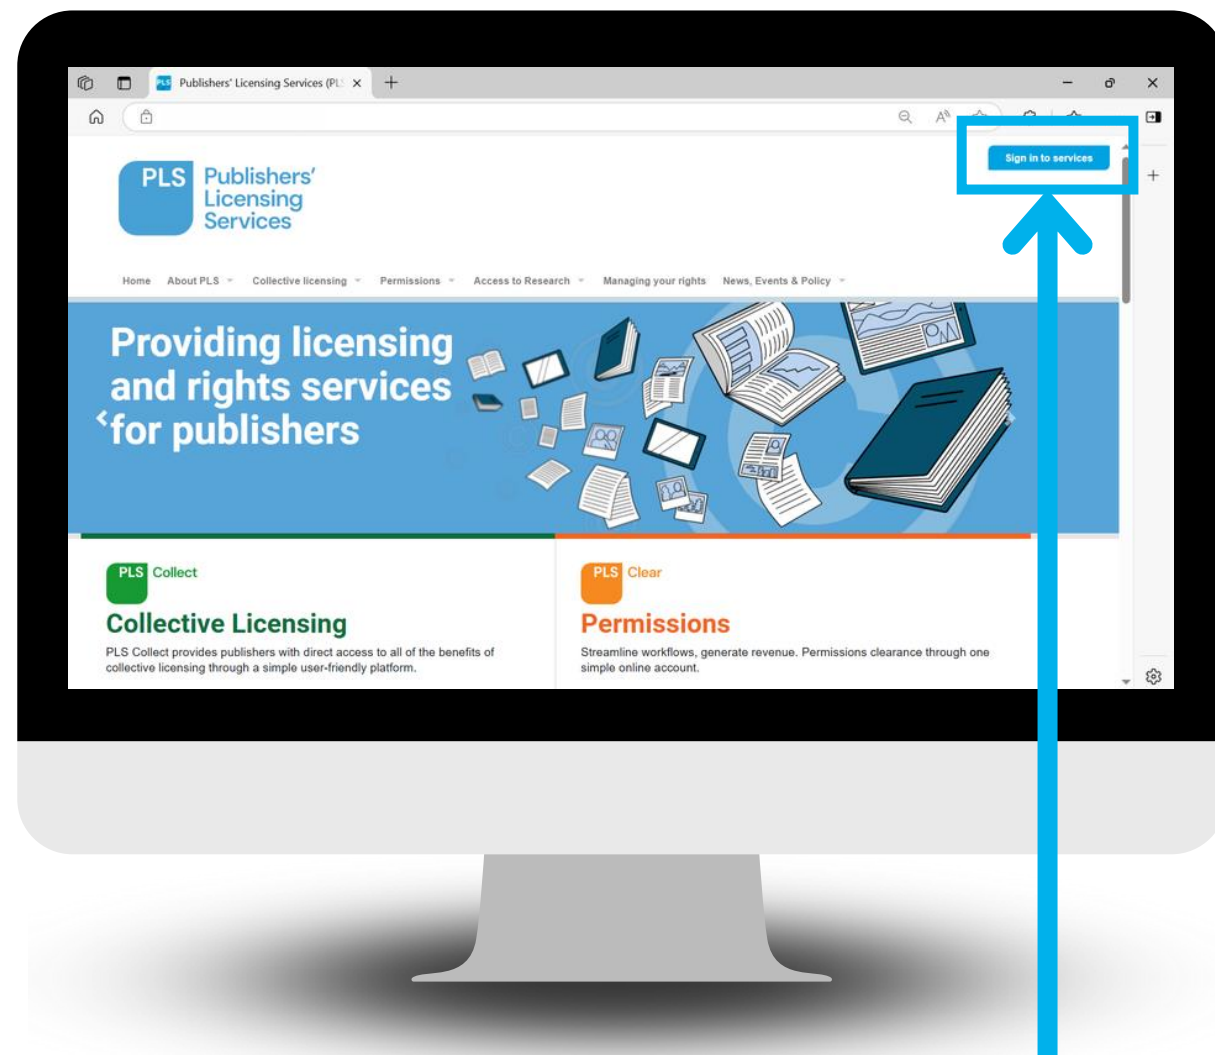 PLS Publishers' Licensing Services (PLS
Sign in to services
PLS
Publishers'
Licensing
Services
Home About PLS Collective licensing Permissions Access to Research Managing your rights News, Events & Policy
Providing licensing
and rights services
for publishers
PLS Collect
Collective Licensing
PLS Collect provides publishers with direct access to all of the benefits of
collective licensing through a simple user-friendly platform.
PLS Clear
Permissions
Streamline workflows, generate revenue. Permissions clearance through one
simple online account.